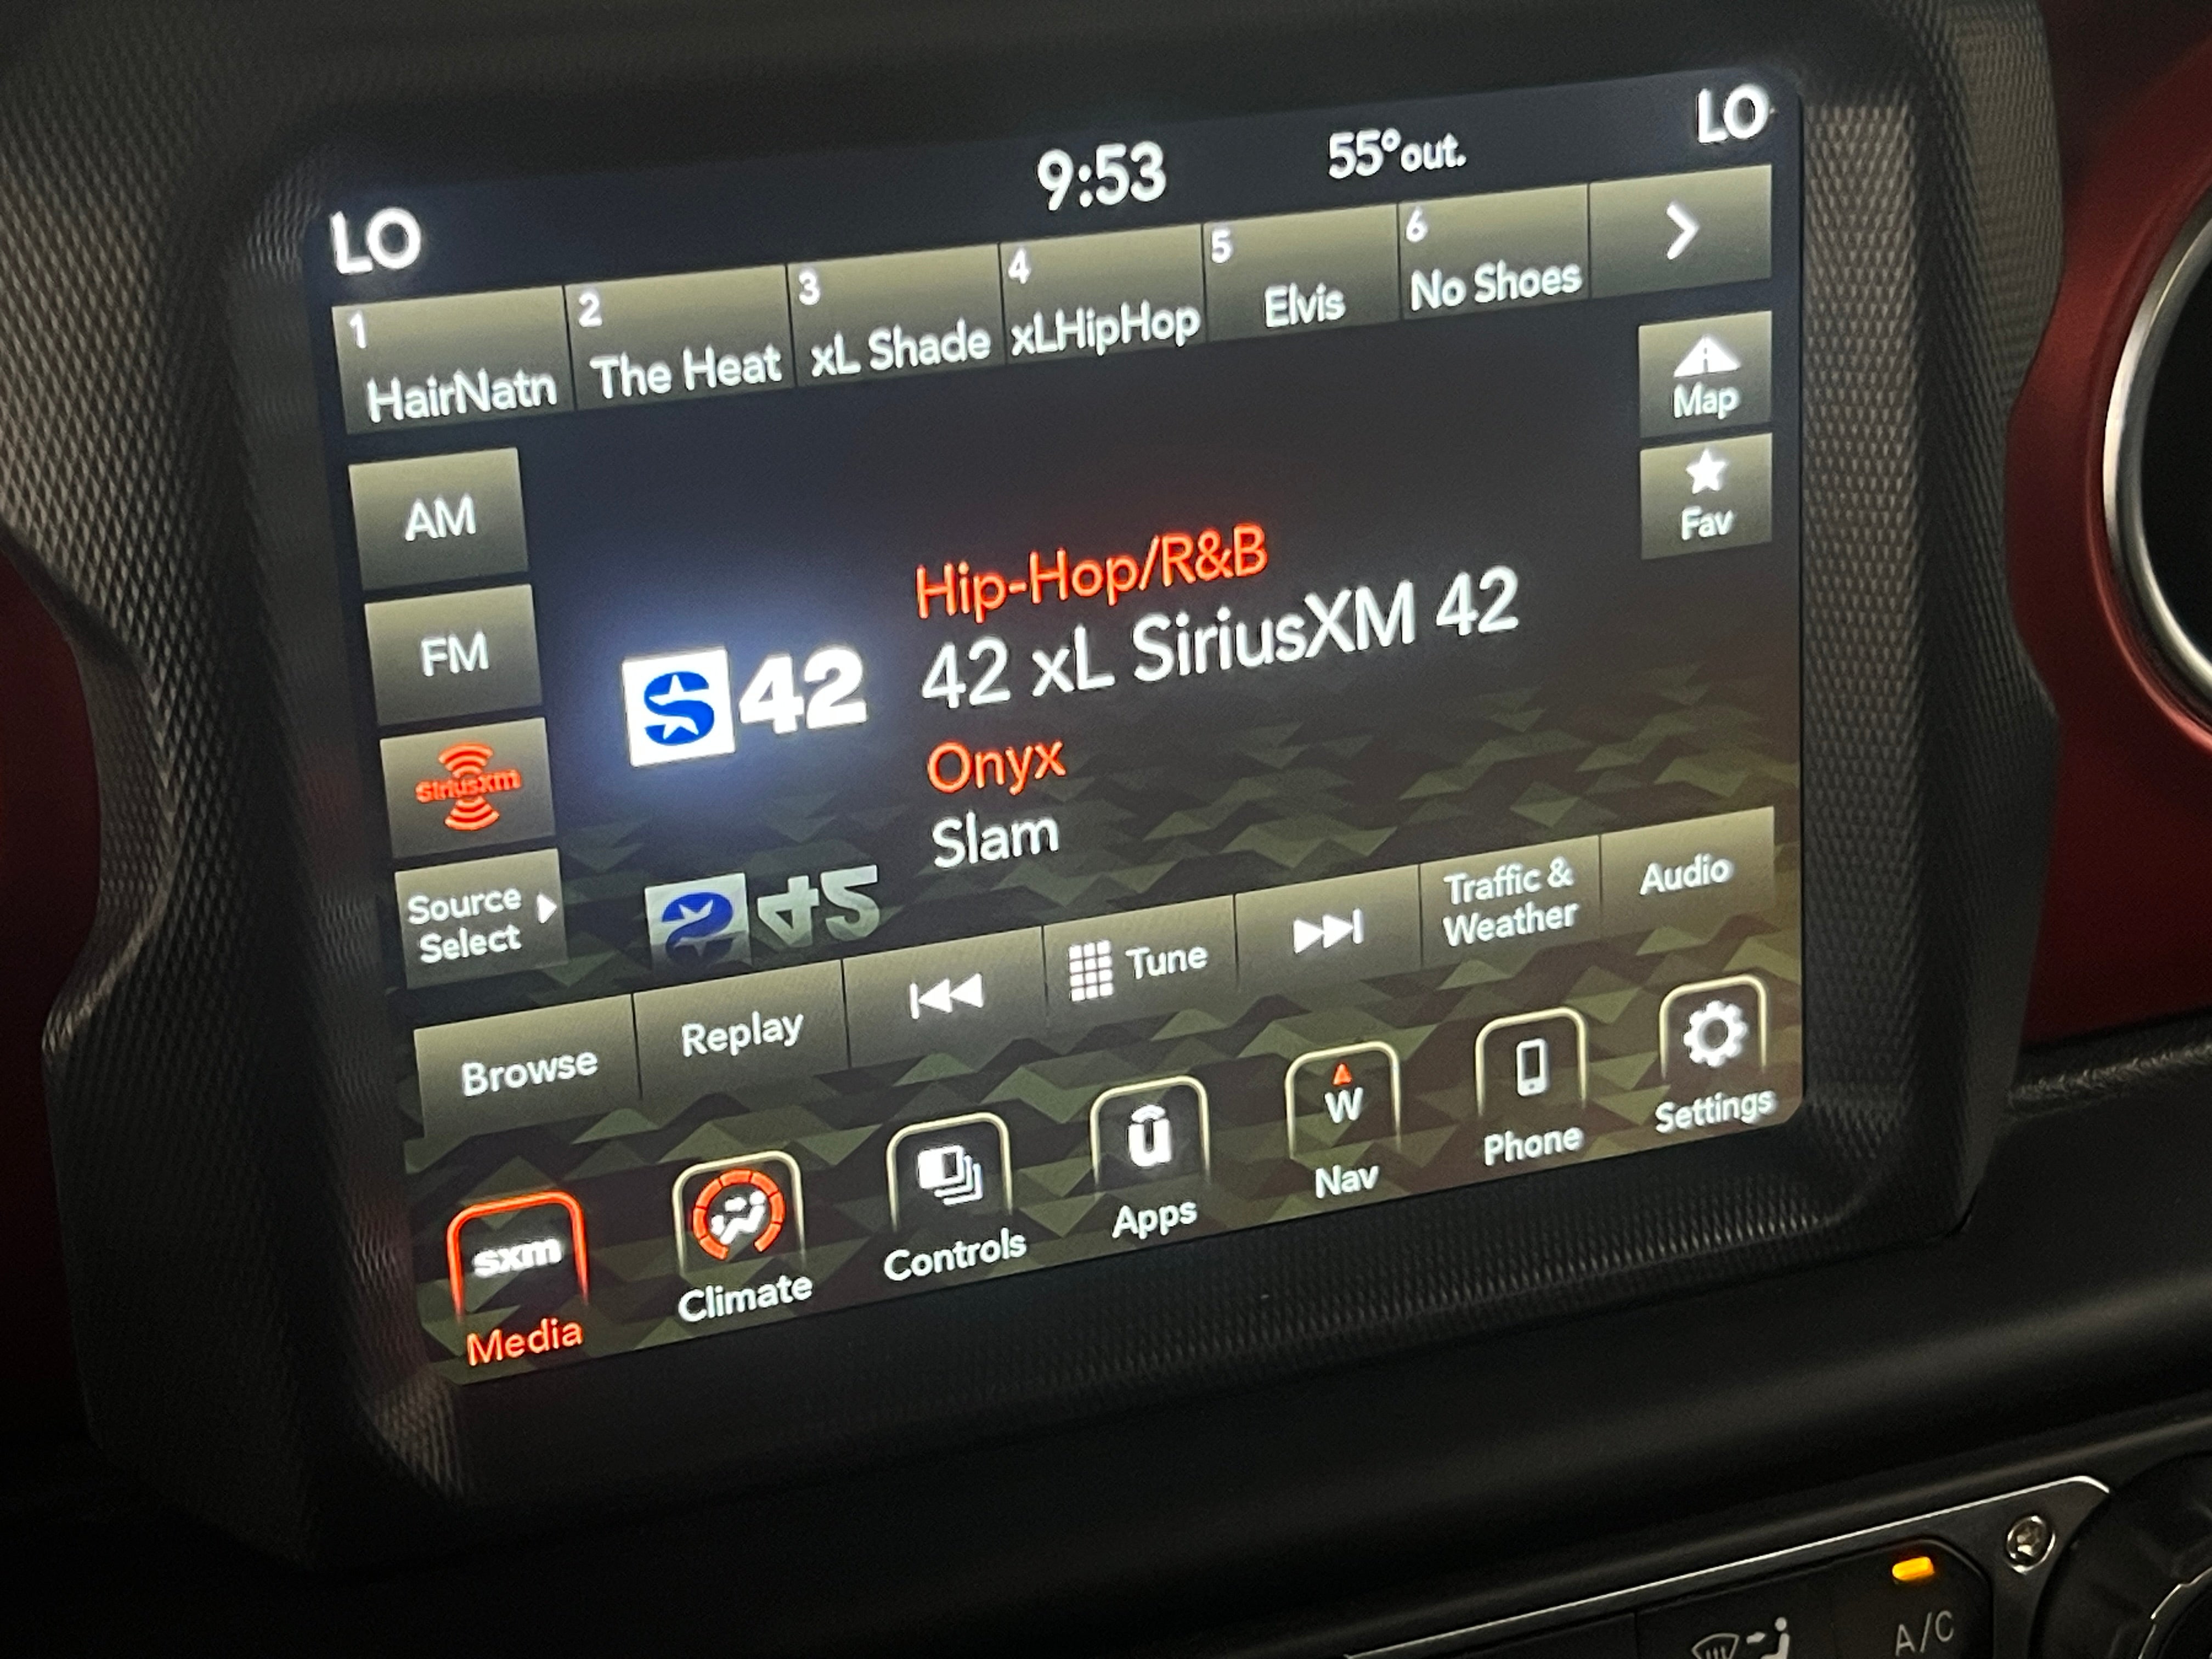 LO
9:53
55°out.
LO
1 HairNatn
2 The Heat
3 xL Shade
4 xLHipHop
5 Elvis
6 No Shoes
Map
AM
Fav
FM
Hip-Hop/R&B
S 42
42 xL SiriusXM 42
siriusxm
Onyx
Slam
Source
Select
Browse
Replay
Tune
Traffic &
Weather
Audio
sxm
Media
Climate
Controls
u
Apps
W
Nav
Phone
Settings
A/C